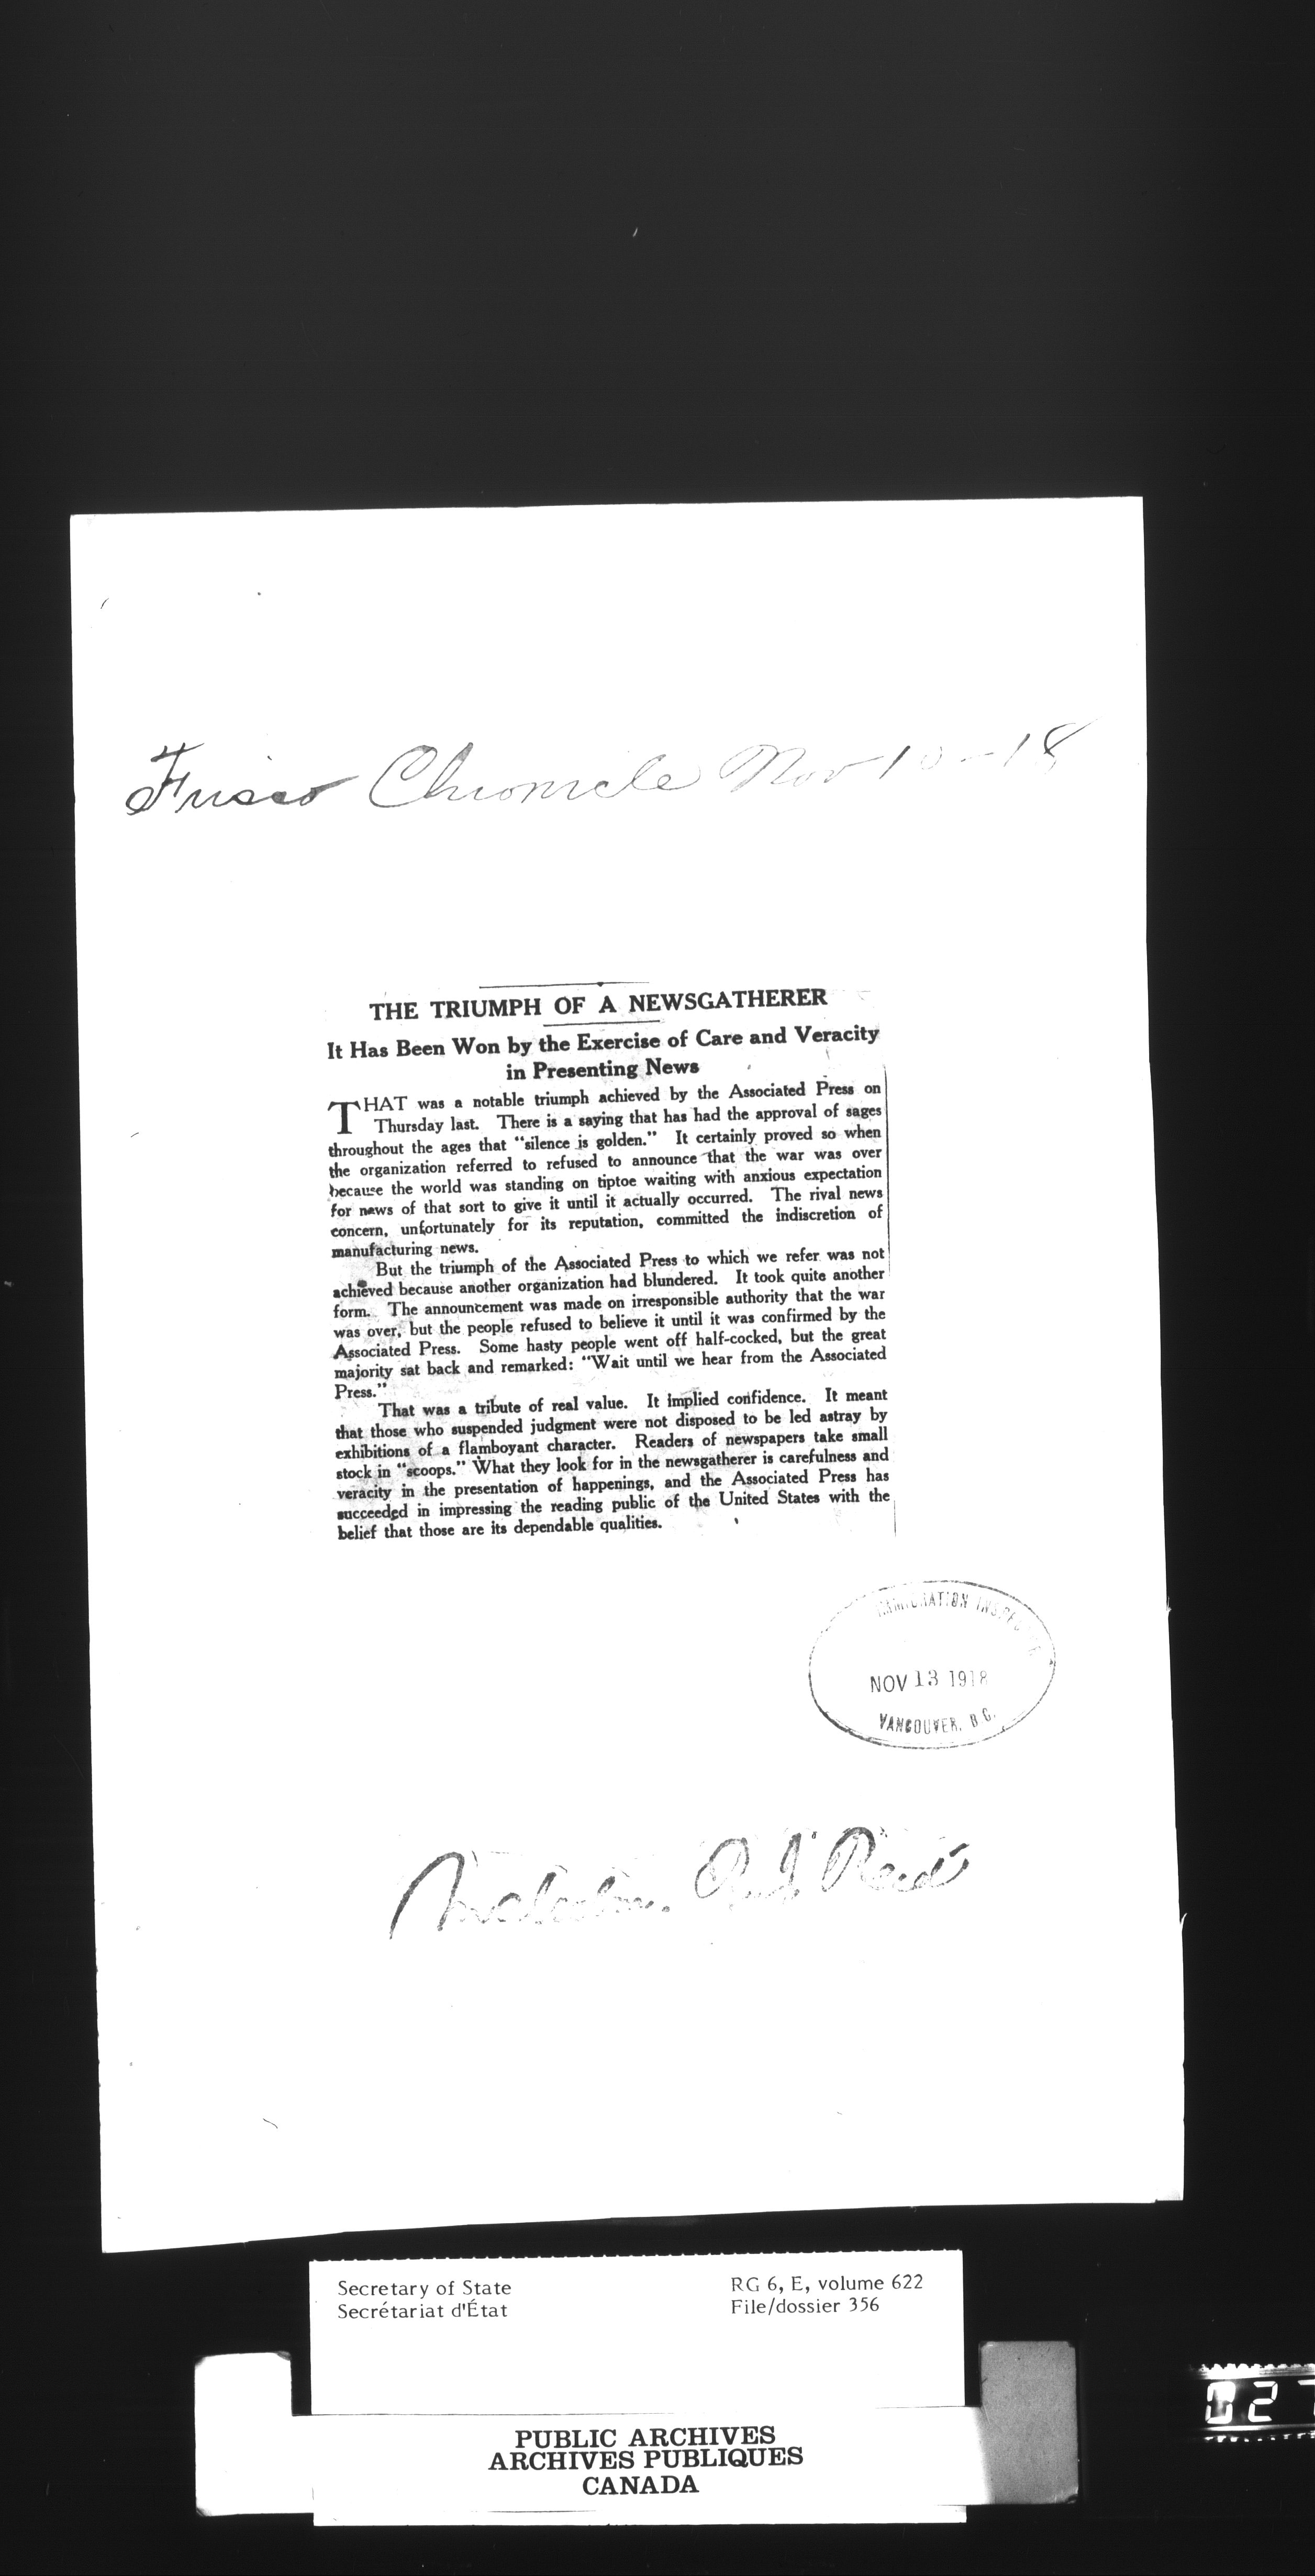 Frisco Chronicle Nov 10-18
THE TRIUMPH OF A NEWSGATHERER
It Has Been Won by the Exercise of Care and Veracity
in Presenting News
THAT was a notable triumph achieved by the Associated Press on
Thursday last. There is a saying that has had the approval of sages
throughout the ages that "silence is golden." It certainly proved so when
the organization referred to refused to announce that the war was over
because the world was standing on tiptoe waiting with anxious expectation
for news of that sort to give it until it actually occurred. The rival news
concern, unfortunately for its reputation, committed the indiscretion of
manufacturing news.
But the triumph of the Associated Press to which we refer was not
achieved because another organization had blundered. It took quite another
form. The announcement was made on irresponsible authority that the war
was over, but the people refused to believe it until it was confirmed by the
Associated Press. Some hasty people went off half-cocked, but the great
majority sat back and remarked: "Wait until we hear from the Associated
Press."
That was a tribute of real value. It implied confidence. It meant
that those who suspended judgment were not disposed to be led astray by
exhibitions of a flamboyant character. Readers of newspapers take small
stock in "scoops." What they look for in the newsgatherer is carefulness and
veracity in the presentation of happenings, and the Associated Press has
succeeded in impressing the reading public of the United States with the
belief that those are its dependable qualities.
IMMIGRATION
NOV 13 1918
VANCOUVER, B.C.
Malcolm R.J. Reid
Secretary of State
Secrétariat d'État
RG 6, E, volume 622
File/dossier 356
PUBLIC ARCHIVES
ARCHIVES PUBLIQUES
CANADA
027